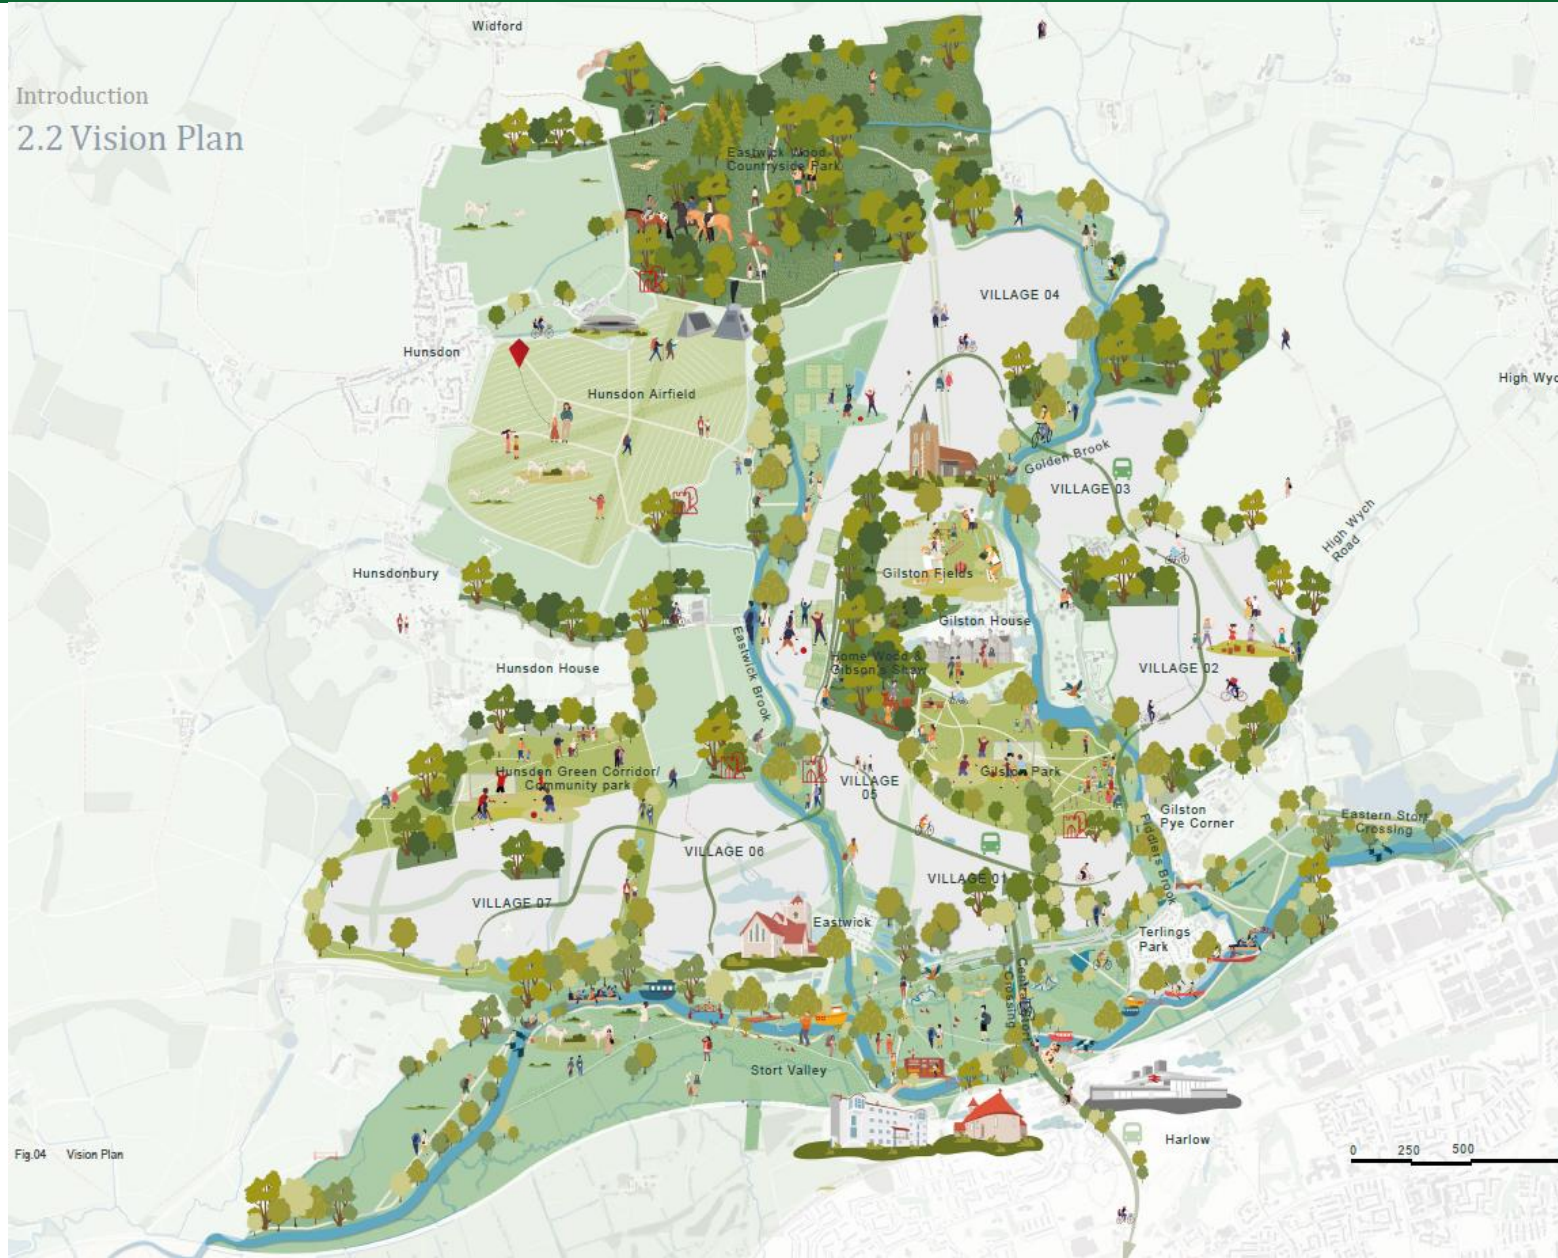 Widford
Introduction
2.2 Vision Plan
Eastwick Wood
Countryside Park
VILLAGE 04
Hunsdon
High Wyc
Hunsdon Airfield
Golden Brook
VILLAGE 03
High Wych
Road
Hunsdonbury
Gilston Fields
Gilston House
Eastwick Brook
Home Wood &
Gibson's Shaw
Hunsdon House
VILLAGE 02
Hunsden Green Corridor/
Community park
VILLAGE
05
Gilston Park
Gilston
Pye Corner
Fiddlers Brook
Eastern Stort
Crossing
VILLAGE 06
VILLAGE 01
VILLAGE 07
Eastwick
Terlings
Park
Central Stort
Crossing
Stort Valley
Harlow
Fig.04 Vision Plan
0 250 500